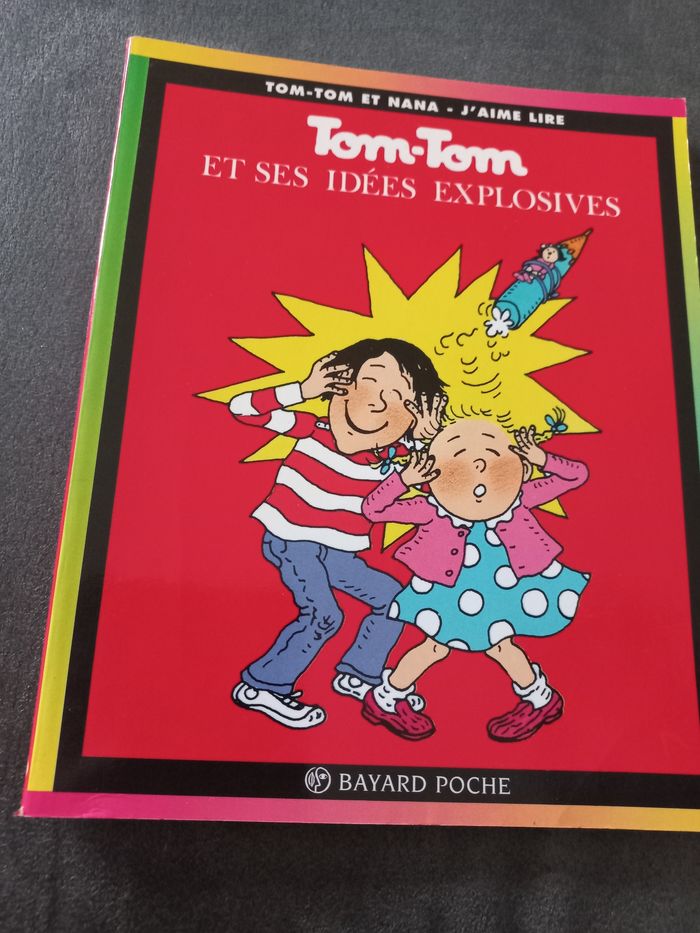 TOM-TOM ET NANA - J'AIME LIRE
Tom-Tom
ET SES IDÉES EXPLOSIVES
BAYARD POCHE